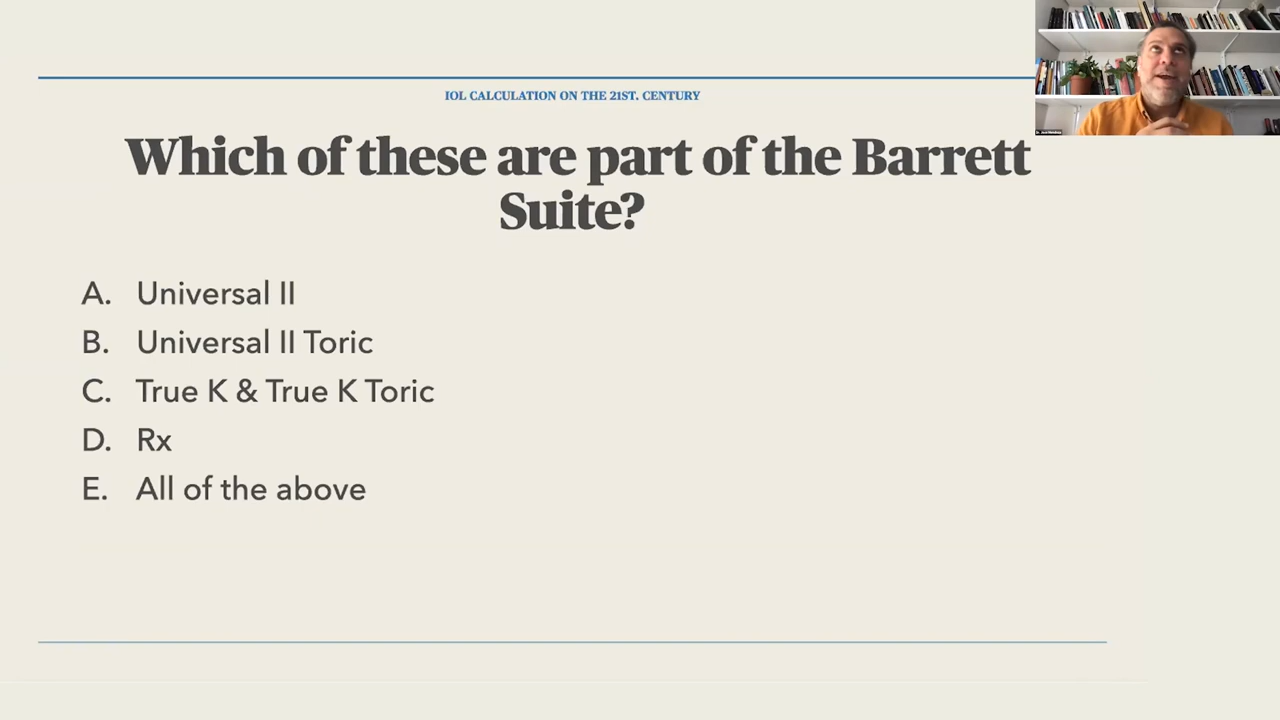 IOL CALCULATION ON THE 21ST. CENTURY
Which of these are part of the Barrett
Suite?
A. Universal II
B. Universal II Toric
C. True K & True K Toric
D. Rx
E. All of the above